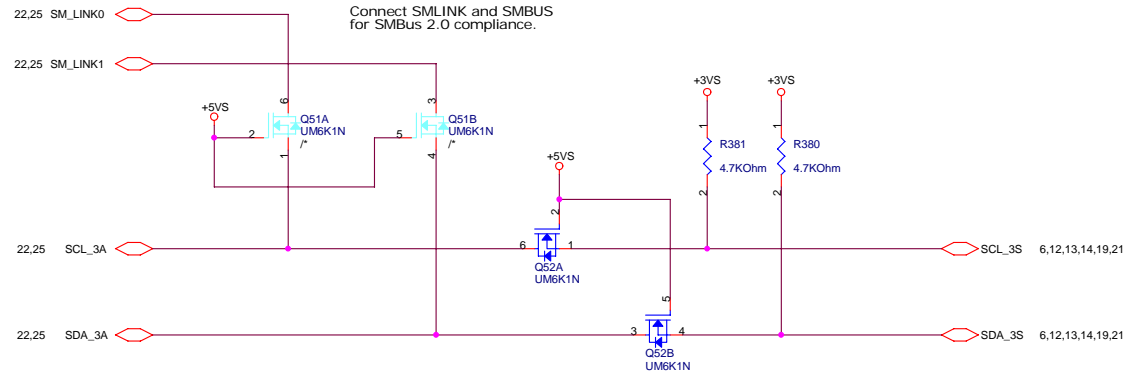 Connect SMLINK and SMBUS
for SMBus 2.0 compliance.
22,25 SM_LINK0
22,25 SM_LINK1
+5VS
6
Q51A
UM6K1N
/*
2
1
3
Q51B
UM6K1N
/*
5
4
+3VS
+3VS
1
R381
4.7KOhm
2
1
R380
4.7KOhm
2
+5VS
2
22,25 SCL_3A
6
1
SCL_3S 6,12,13,14,19,21
Q52A
UM6K1N
5
22,25 SDA_3A
3
4
SDA_3S 6,12,13,14,19,21
Q52B
UM6K1N